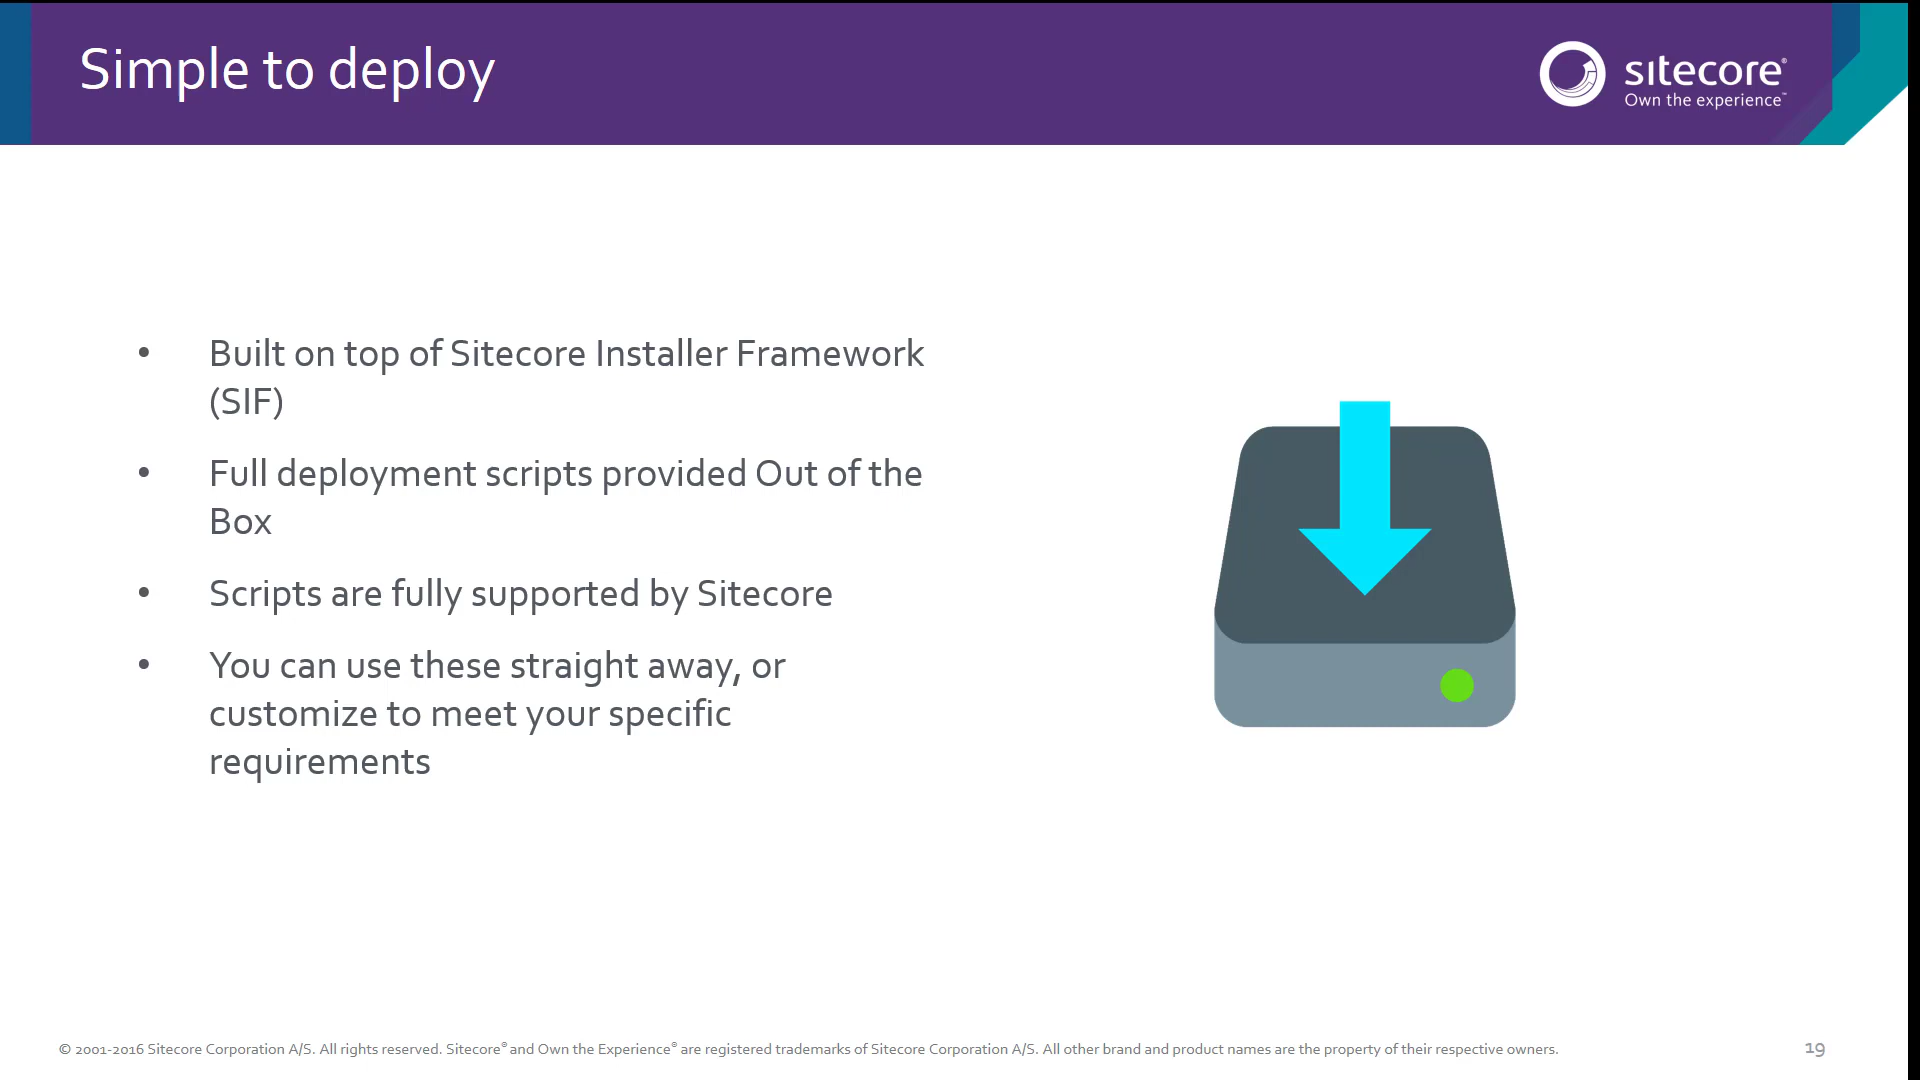 Simple to deploy
sitecore®
Own the experience™
• Built on top of Sitecore Installer Framework
(SIF)
• Full deployment scripts provided Out of the
Box
• Scripts are fully supported by Sitecore
• You can use these straight away, or
customize to meet your specific
requirements
© 2001-2016 Sitecore Corporation A/S. All rights reserved. Sitecore® and Own the Experience® are registered trademarks of Sitecore Corporation A/S. All other brand and product names are the property of their respective owners.
19